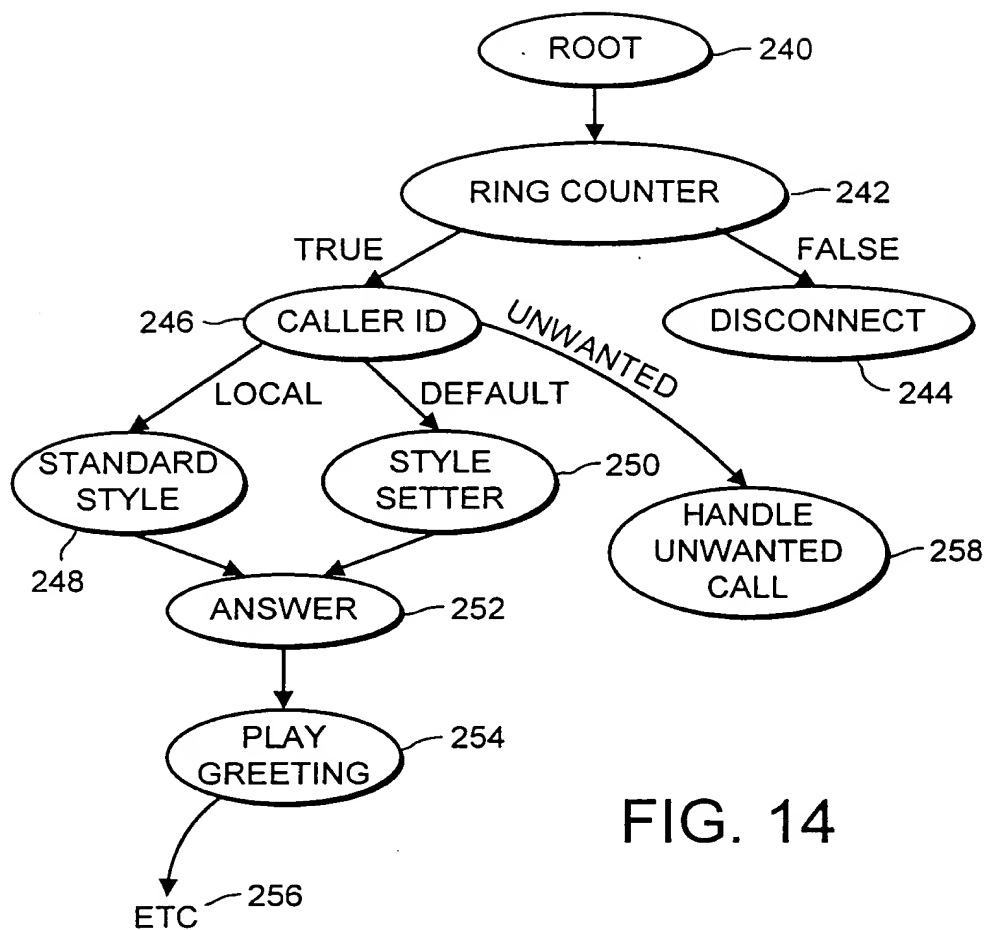 ROOT
240
RING COUNTER
242
TRUE
FALSE
246
CALLER ID
UNWANTED
DISCONNECT
244
LOCAL
DEFAULT
STANDARD
STYLE
248
STYLE
SETTER
250
HANDLE
UNWANTED
CALL
258
ANSWER
252
PLAY
GREETING
254
FIG. 14
ETC
256